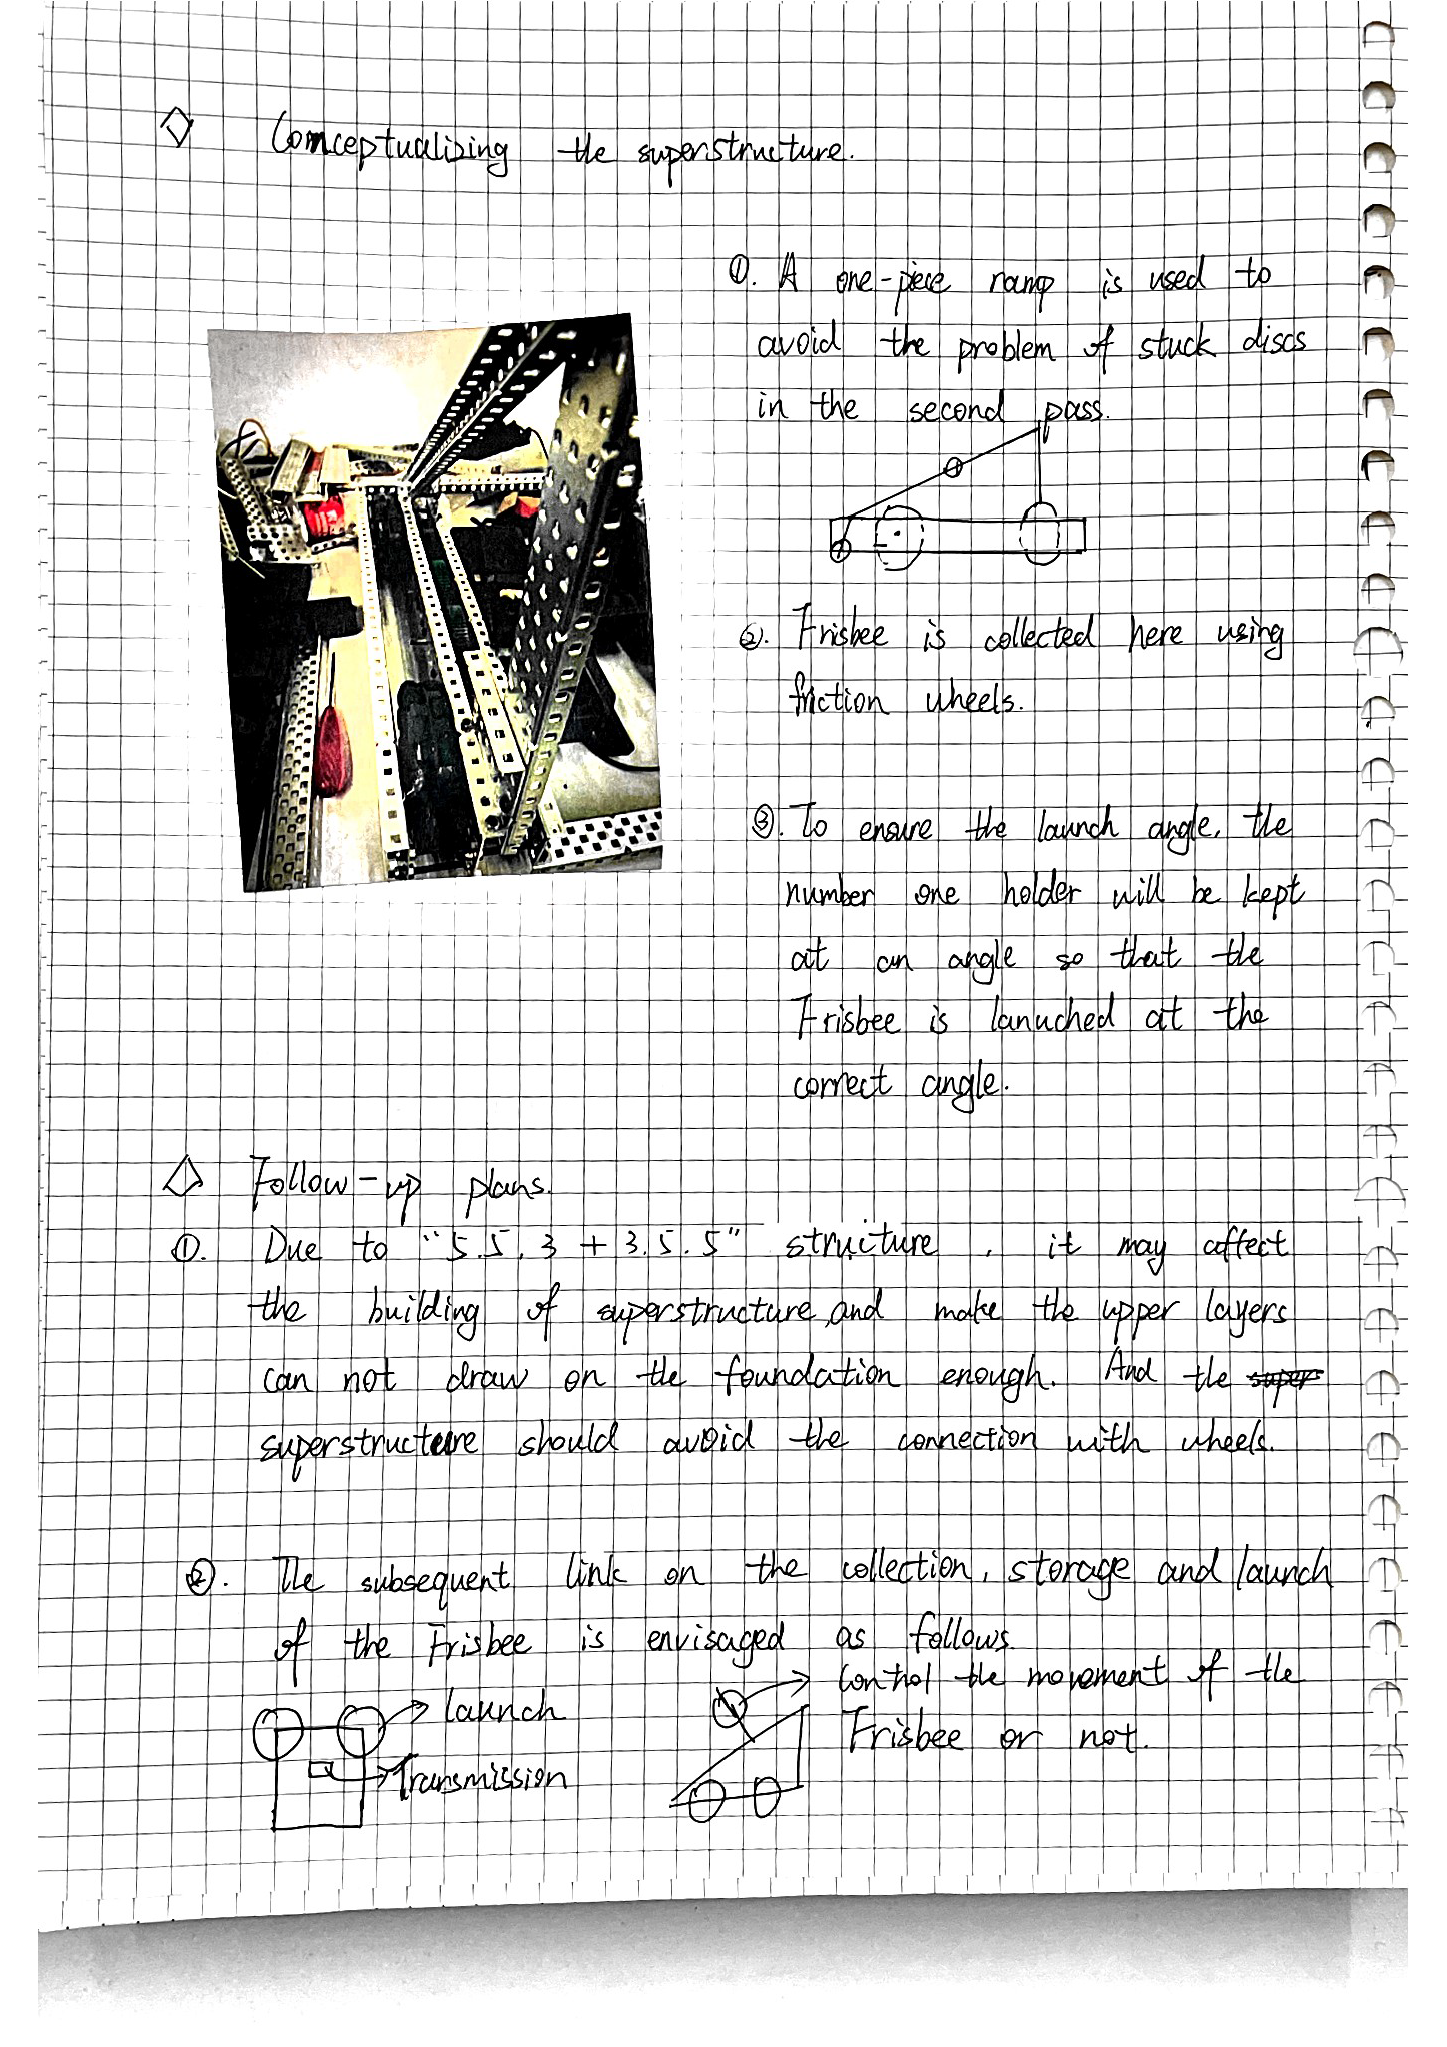 Conceptualizing the superstructure.
①. A one-piece ramp is used to
avoid the problem of stuck discs
in the second pass.
②. Frisbee is collected here using
friction wheels.
③. To ensure the launch angle, the
number one holder will be kept
at an angle so that the
Frisbee is lanuched at the
correct angle.
Follow-up plans.
①. Due to "5.5.3 + 3.5.5" structure, it may affect
the building of superstructure, and make the upper layers
can not draw on the foundation enough. And the super
superstructure should avoid the connection with wheels.
②. The subsequent link on the collection, storage and launch
of the Frisbee is envisaged as follows.
launch
Transmission
Control the movement of the
Frisbee or not.